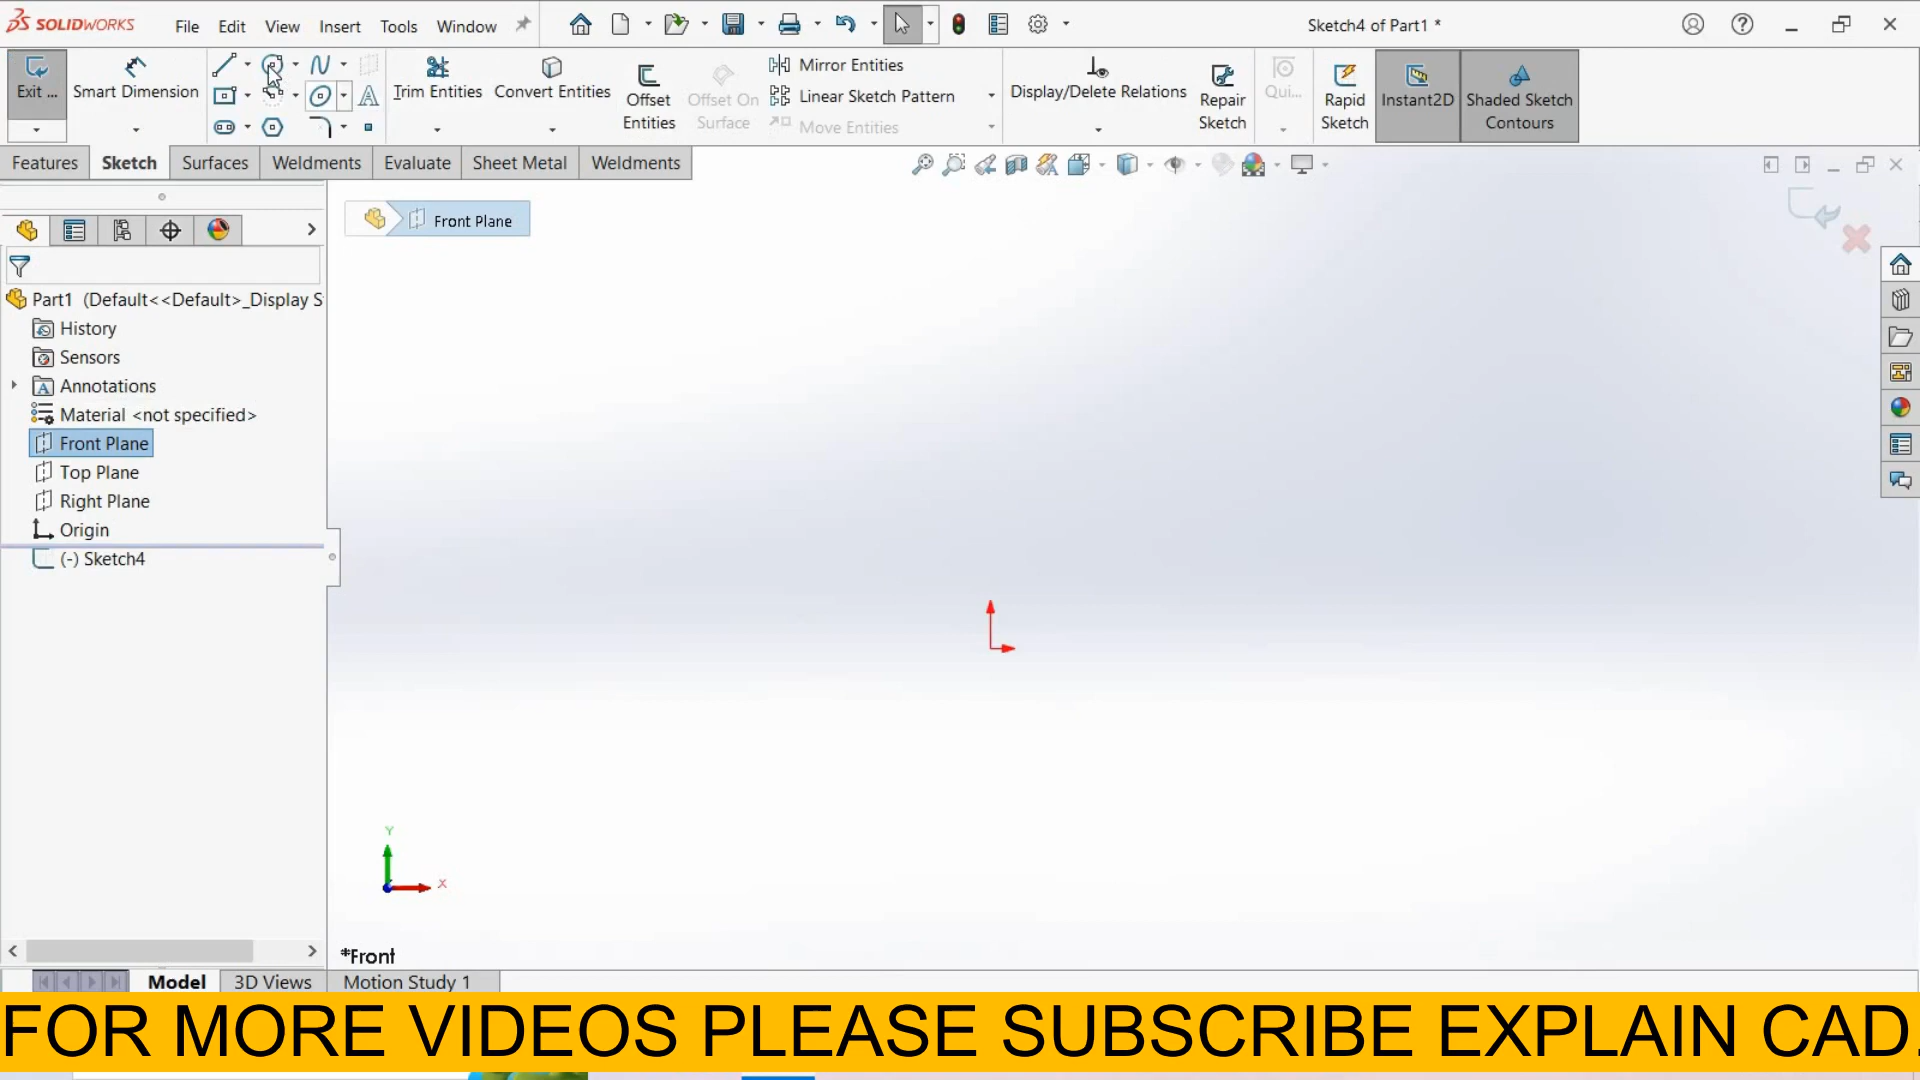 SOLIDWORKS
File Edit View Insert Tools Window
Sketch4 of Part1 *
Exit ...
Smart Dimension
Trim Entities
Convert Entities
Offset
Entities
Offset On
Surface
Mirror Entities
Linear Sketch Pattern
Move Entities
Display/Delete Relations
Repair
Sketch
Qui...
Rapid
Sketch
Instant2D
Shaded Sketch
Contours
Features Sketch Surfaces Weldments Evaluate Sheet Metal Weldments
Front Plane
Part1 (Default<<Default>_Display S
History
Sensors
Annotations
Material <not specified>
Front Plane
Top Plane
Right Plane
Origin
(-) Sketch4
Y
X
*Front
Model 3D Views Motion Study 1
FOR MORE VIDEOS PLEASE SUBSCRIBE EXPLAIN CAD.